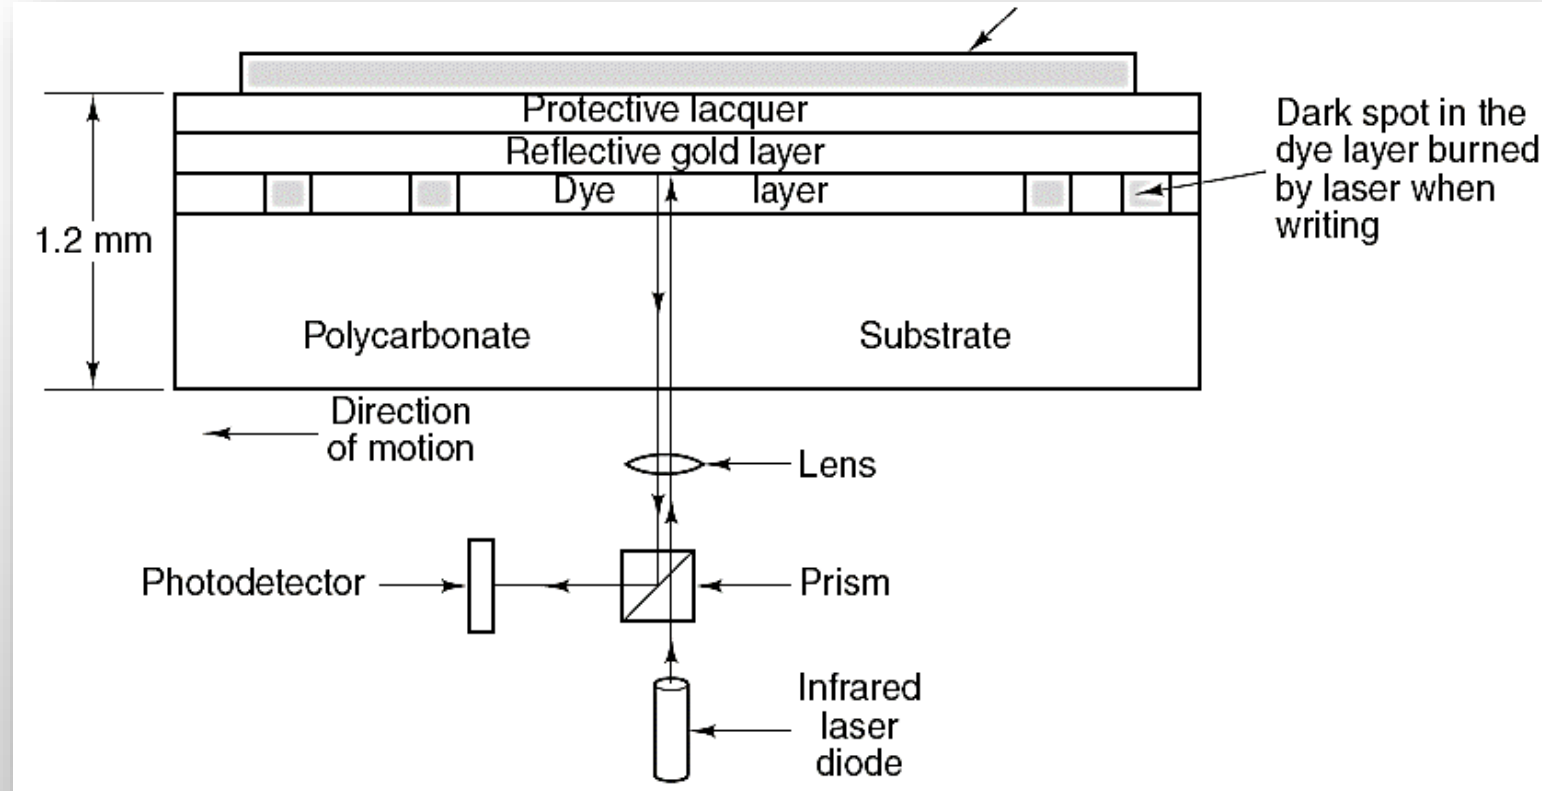 Protective lacquer
Reflective gold layer
Dye layer
Dark spot in the
dye layer burned
by laser when
writing
1.2 mm
Polycarbonate Substrate
Direction
of motion
Lens
Photodetector
Prism
Infrared
laser
diode